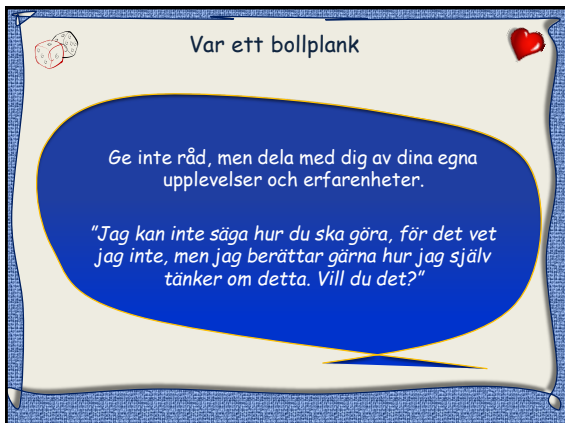 Var ett bollplank
Ge inte råd, men dela med dig av dina egna
upplevelser och erfarenheter.
”Jag kan inte säga hur du ska göra, för det vet
jag inte, men jag berättar gärna hur jag själv
tänker om detta. Vill du det?”